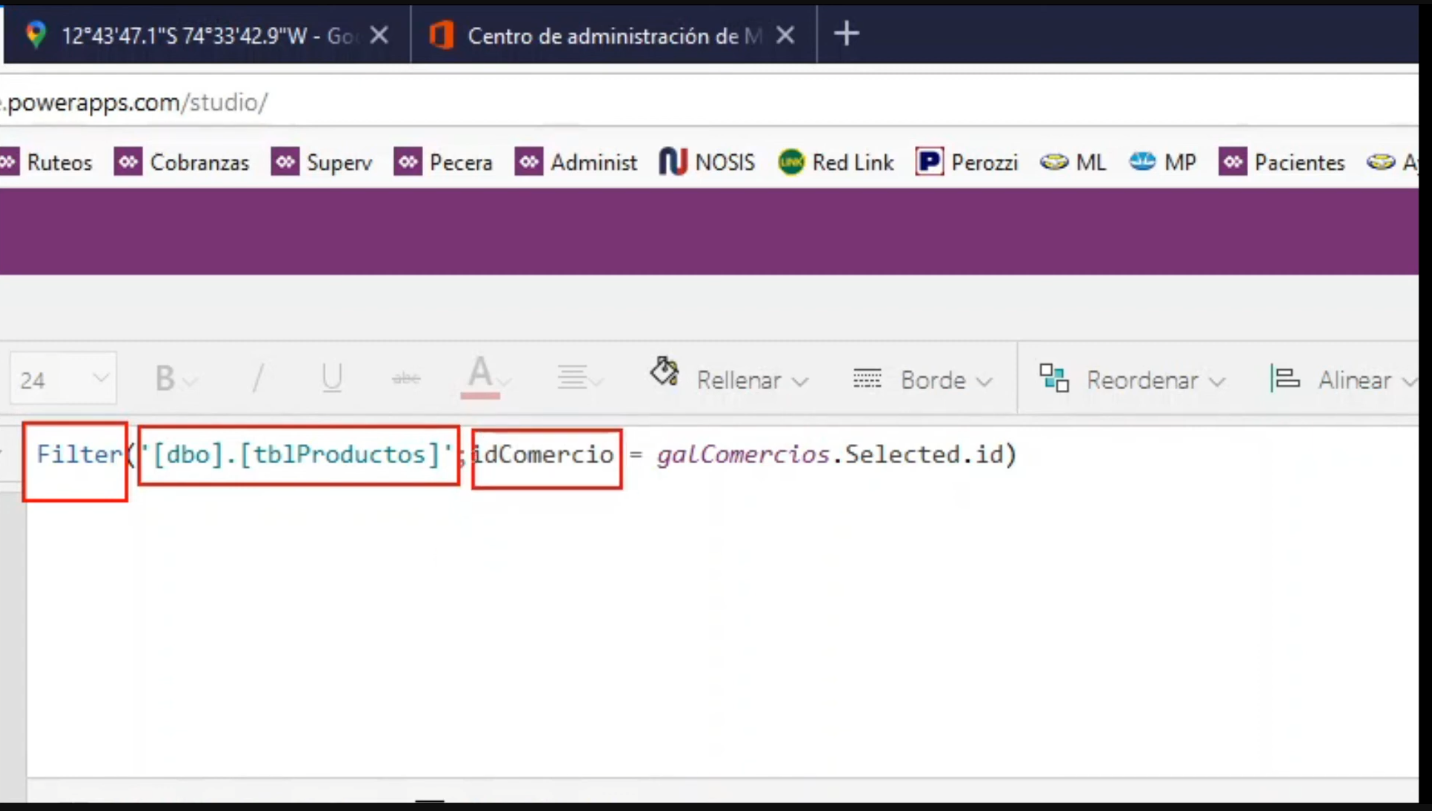 12°43'47.1"S 74°33'42.9"W - Go
Centro de administración de M
.powerapps.com/studio/
Ruteos Cobranzas Superv Pecera Administ NOSIS Red Link Perozzi ML MP Pacientes
24 B / U abc A Rellenar Borde Reordenar Alinear
Filter('[dbo].[tblProductos]';idComercio = galComercios.Selected.id)